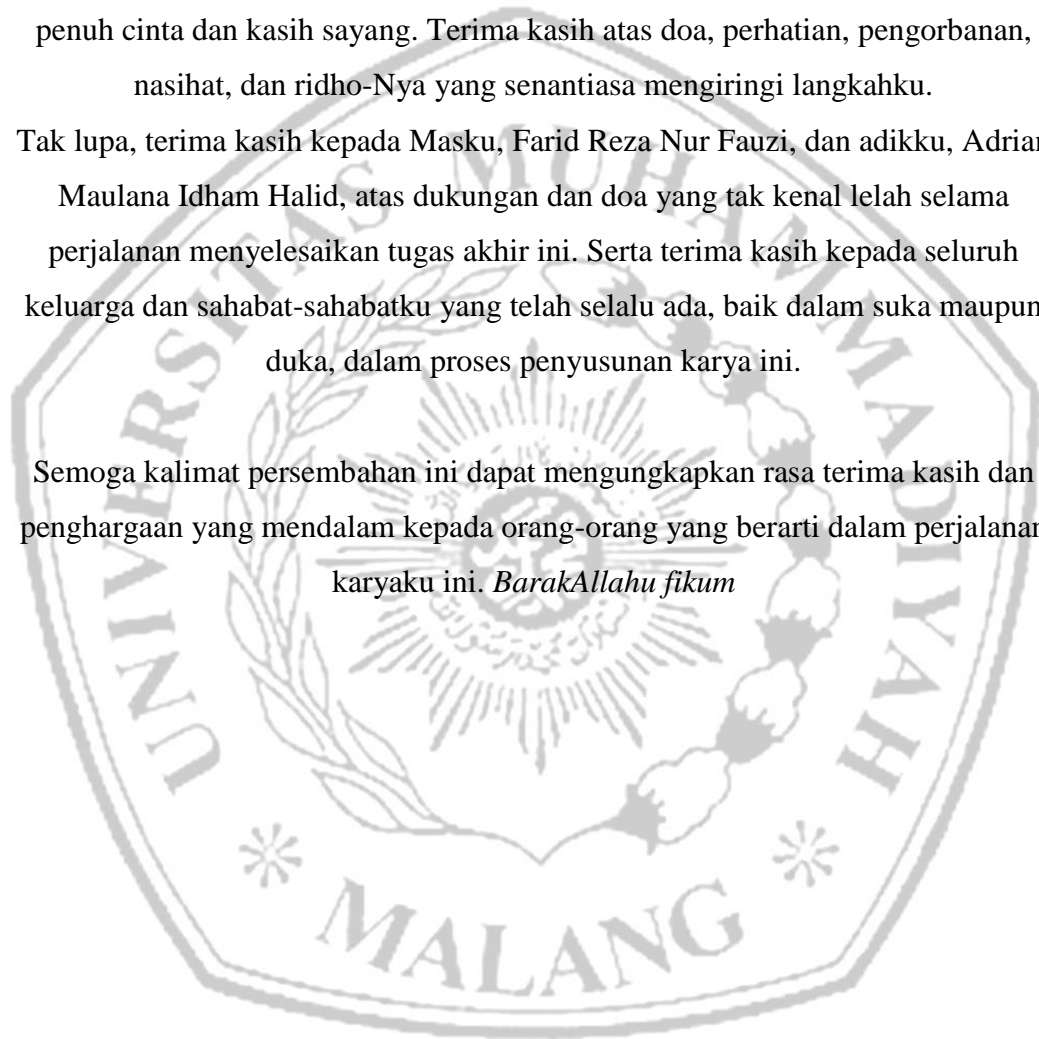 penuh cinta dan kasih sayang. Terima kasih atas doa, perhatian, pengorbanan,
nasihat, dan ridho-Nya yang senantiasa mengiringi langkahku.
Tak lupa, terima kasih kepada Masku, Farid Reza Nur Fauzi, dan adikku, Adrian
Maulana Idham Halid, atas dukungan dan doa yang tak kenal lelah selama
perjalanan menyelesaikan tugas akhir ini. Serta terima kasih kepada seluruh
keluarga dan sahabat-sahabatku yang telah selalu ada, baik dalam suka maupun
duka, dalam proses penyusunan karya ini.
Semoga kalimat persembahan ini dapat mengungkapkan rasa terima kasih dan
penghargaan yang mendalam kepada orang-orang yang berarti dalam perjalanan
karyaku ini. BarakAllahu fikum
UNIVERSITAS MUHAMMADIYAH
MALANG